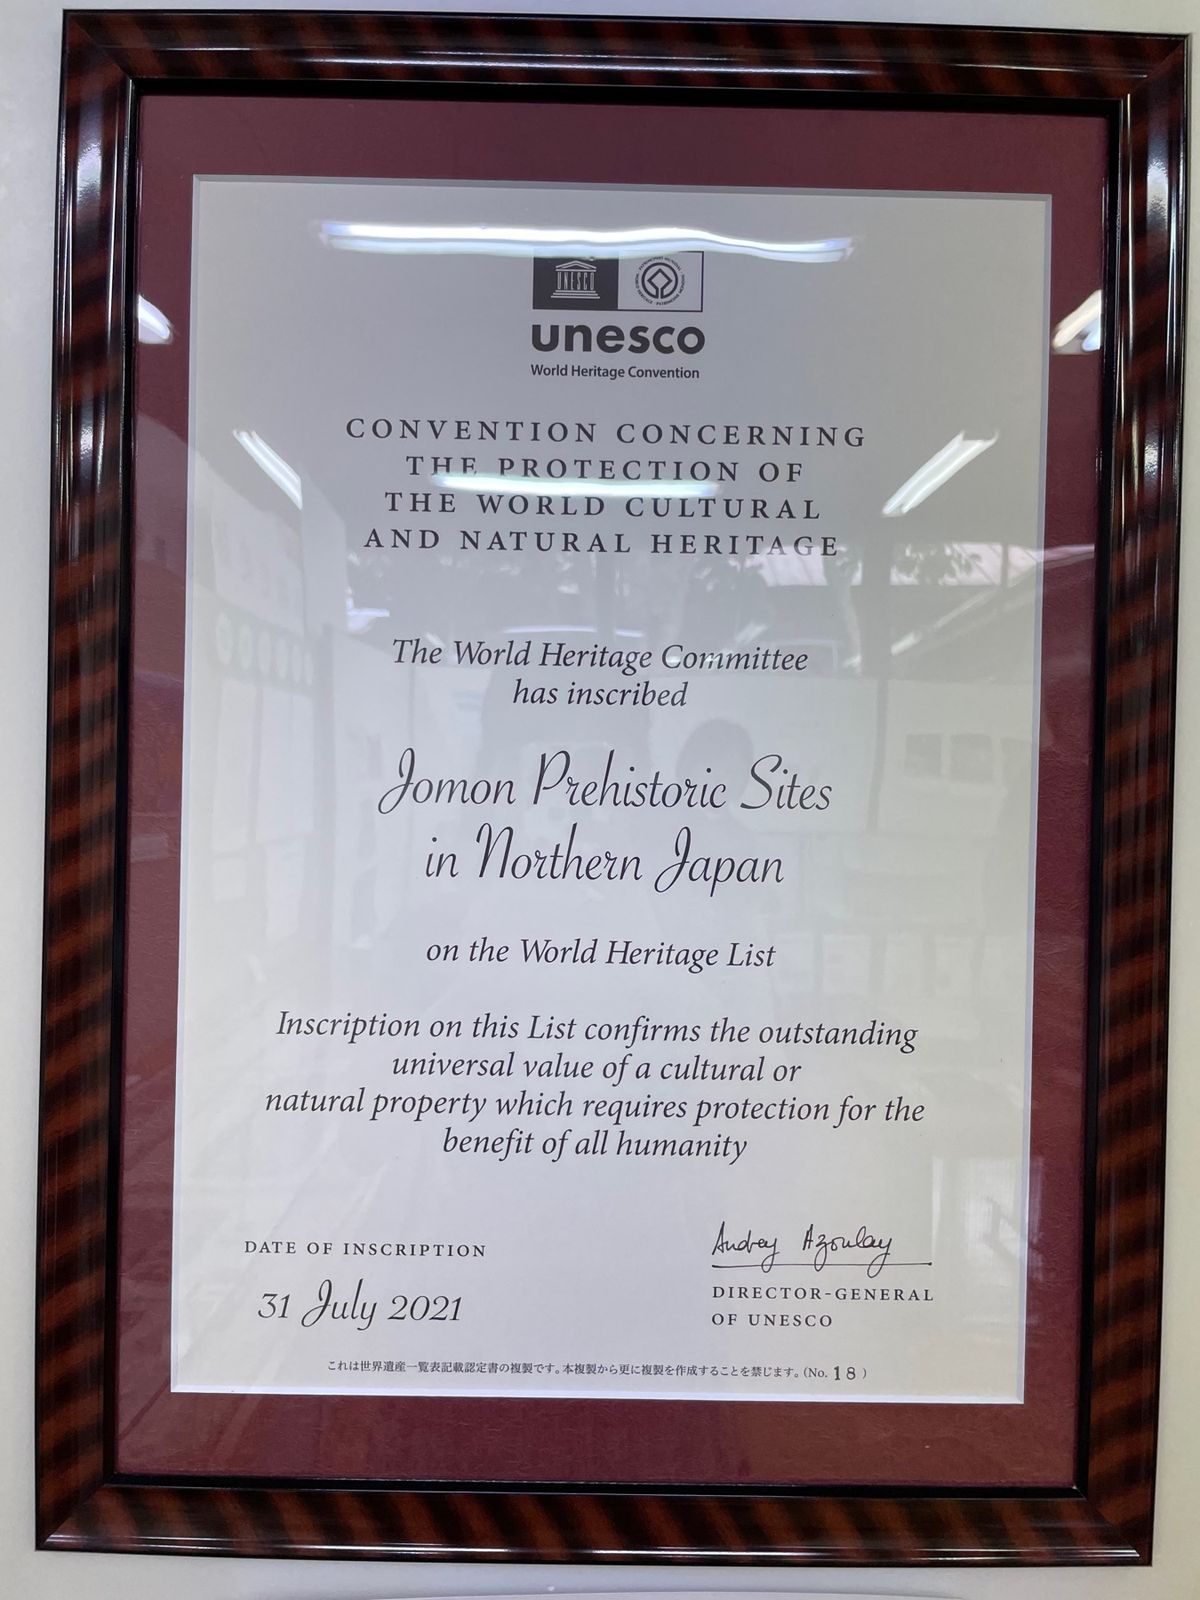 UNESCO
unesco
World Heritage Convention
CONVENTION CONCERNING
THE PROTECTION OF
THE WORLD CULTURAL
AND NATURAL HERITAGE
The World Heritage Committee
has inscribed
Jomon Prehistoric Sites
in Northern Japan
on the World Heritage List
Inscription on this List confirms the outstanding
universal value of a cultural or
natural property which requires protection for the
benefit of all humanity
DATE OF INSCRIPTION
31 July 2021
Audrey Azoulay
DIRECTOR-GENERAL
OF UNESCO
これは世界遺産一覧表記載認定書の複製です。本複製から更に複製を作成することを禁じます。(No. 18 )